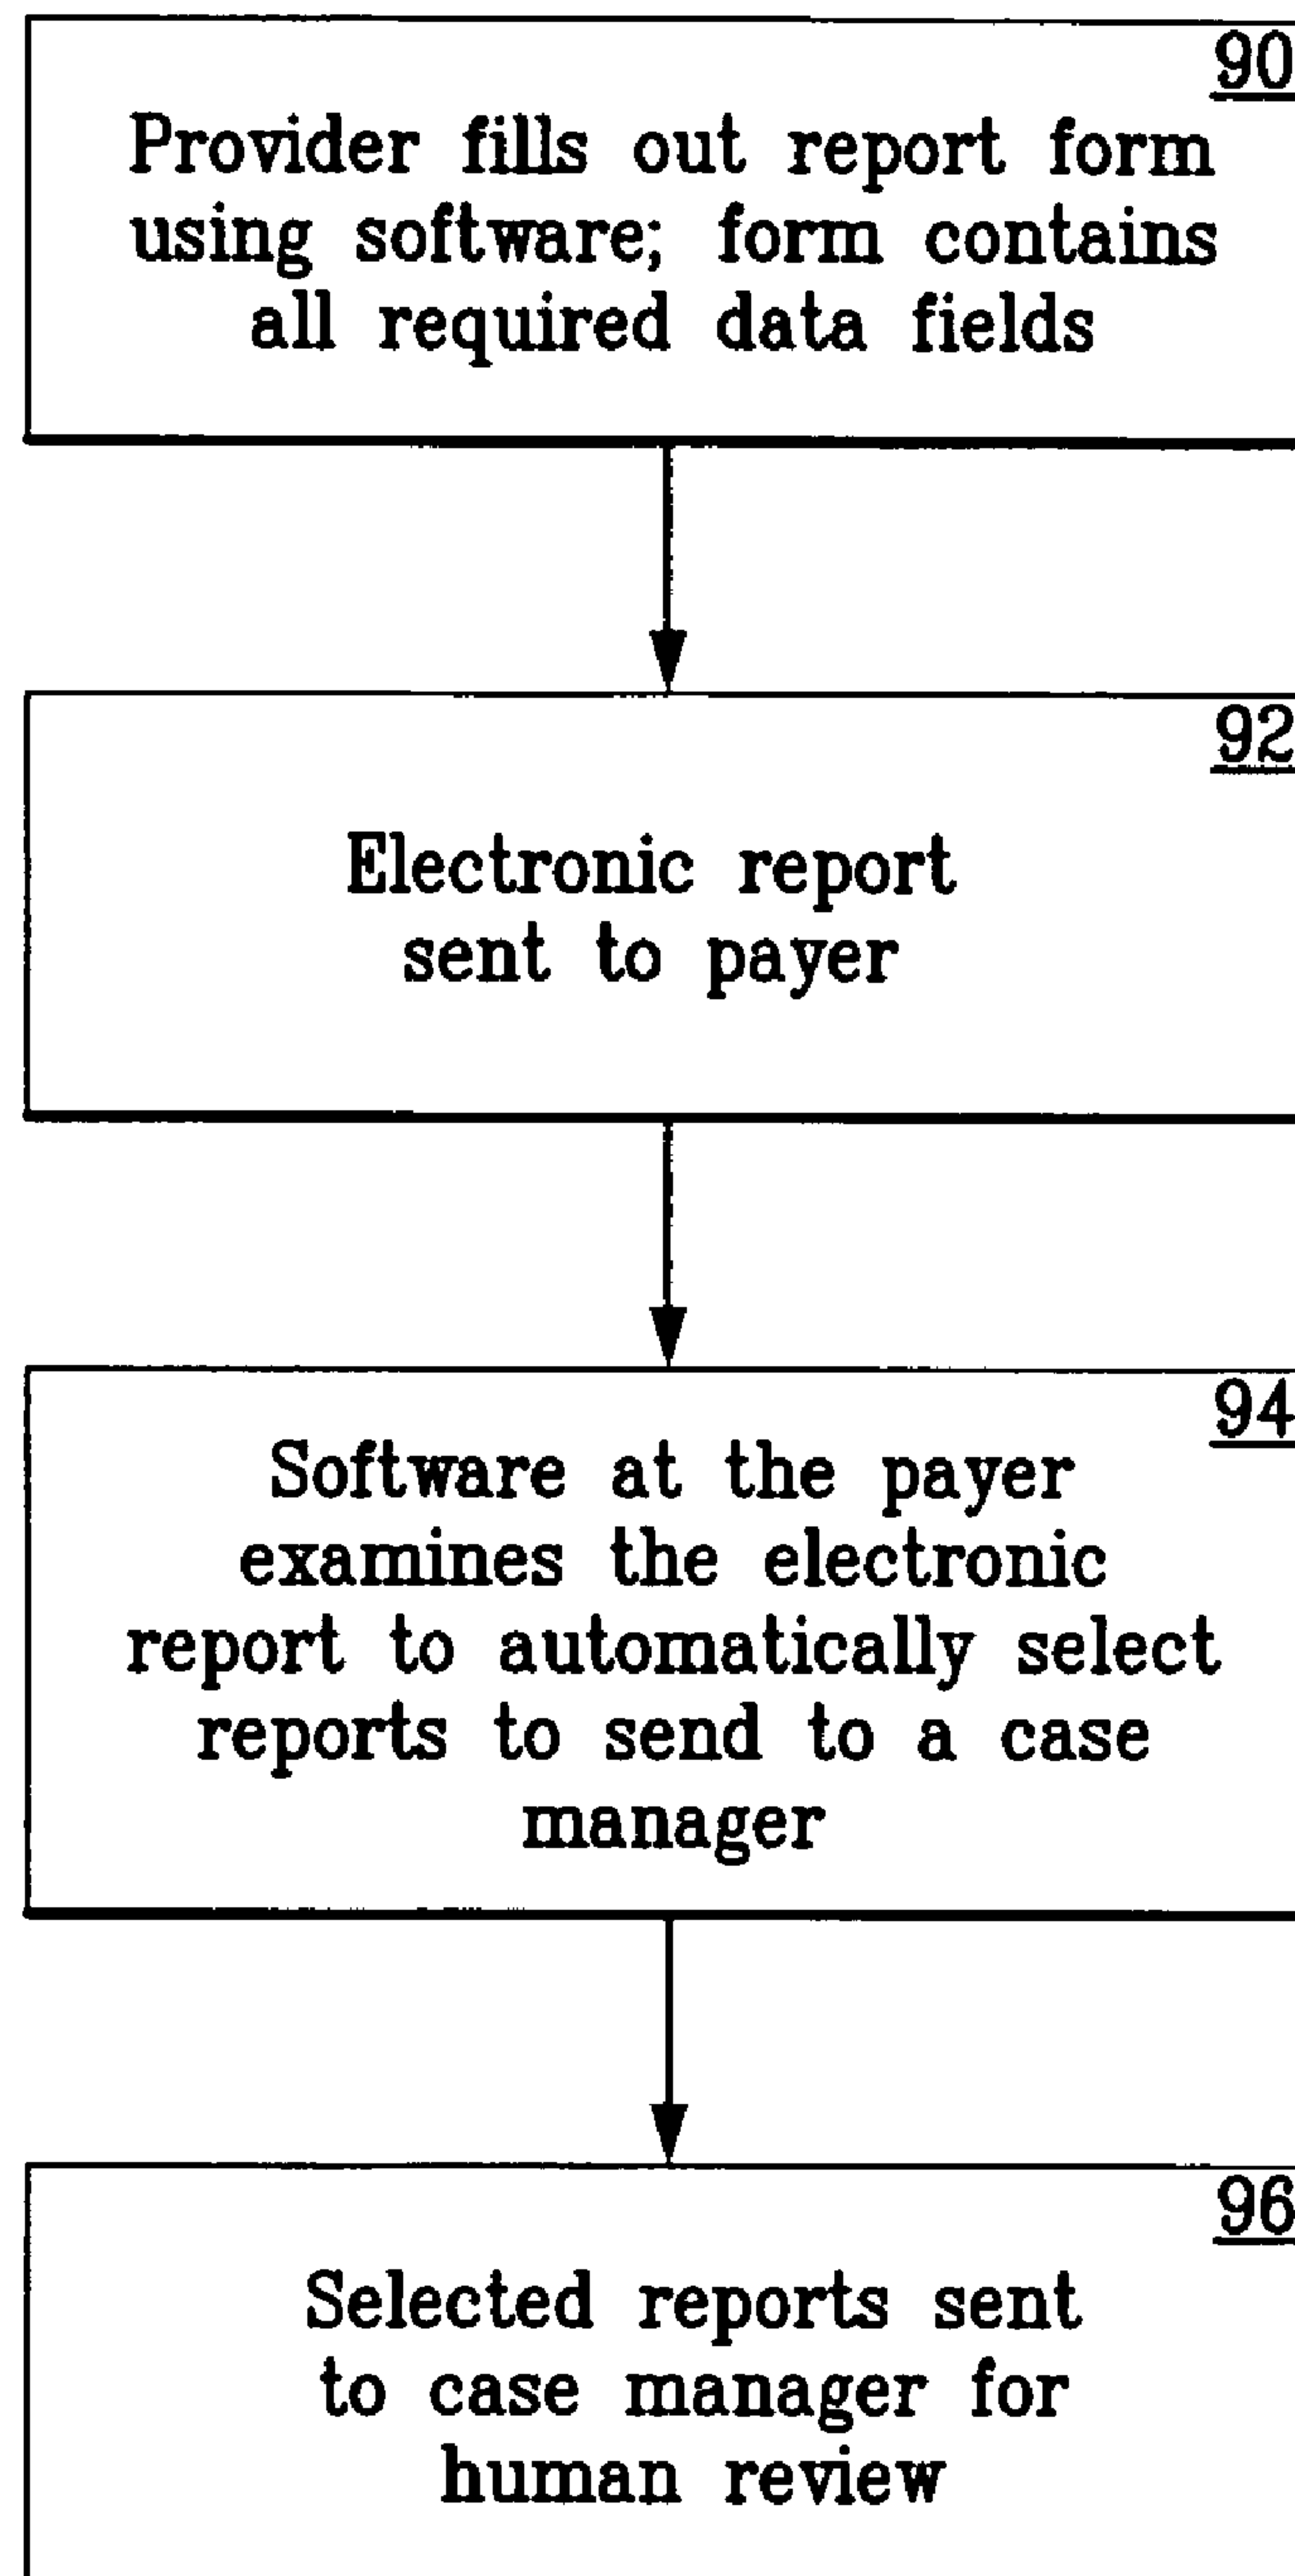 90
Provider fills out report form
using software; form contains
all required data fields
92
Electronic report
sent to payer
94
Software at the payer
examines the electronic
report to automatically select
reports to send to a case
manager
96
Selected reports sent
to case manager for
human review